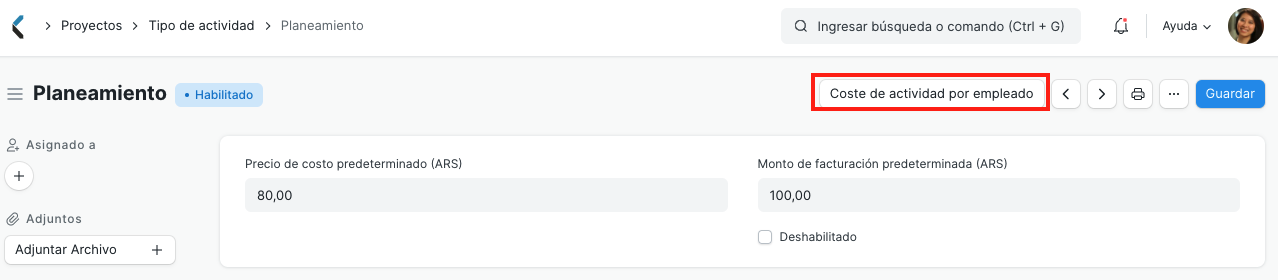 Proyectos > Tipo de actividad > Planeamiento
Ingresar búsqueda o comando (Ctrl + G)
Ayuda
Planeamiento
Habilitado
Coste de actividad por empleado
Guardar
Asignado a
Precio de costo predeterminado (ARS)
80,00
Monto de facturación predeterminada (ARS)
100,00
Deshabilitado
Adjuntos
Adjuntar Archivo